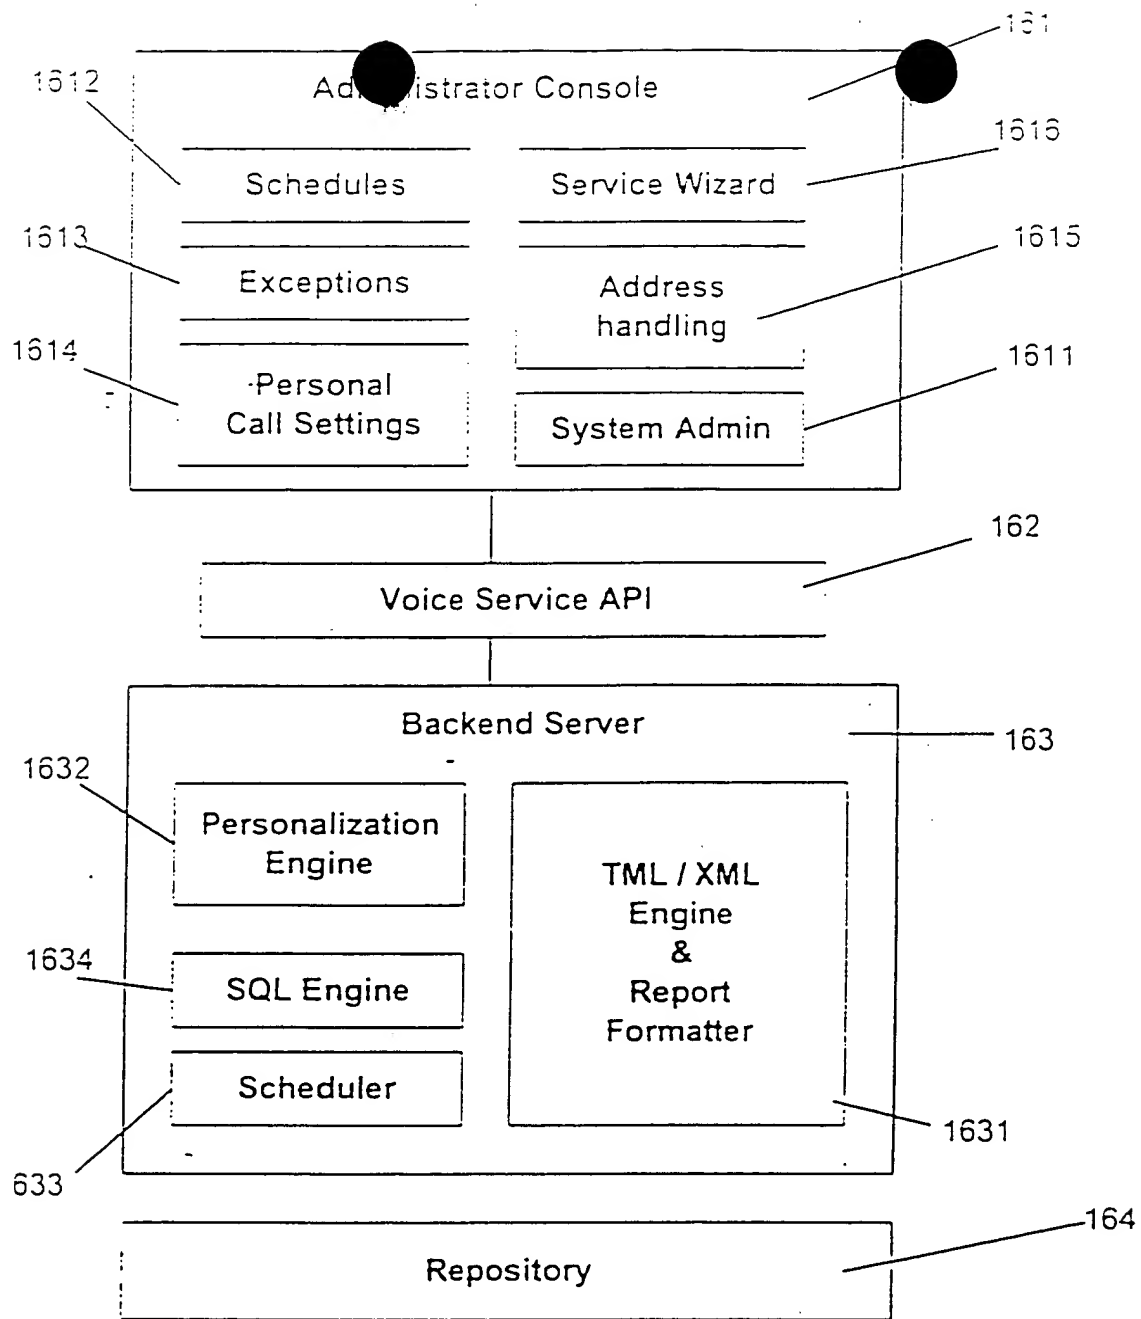 161
1612
Ad istrator Console
1616
Schedules
Service Wizard
1613
1615
Exceptions
Address
handling
1614
1611
Personal
Call Settings
System Admin
162
Voice Service API
Backend Server
163
1632
Personalization
Engine
TML / XML
Engine
&
Report
Formatter
1634
SQL Engine
Scheduler
1631
633
164
Repository